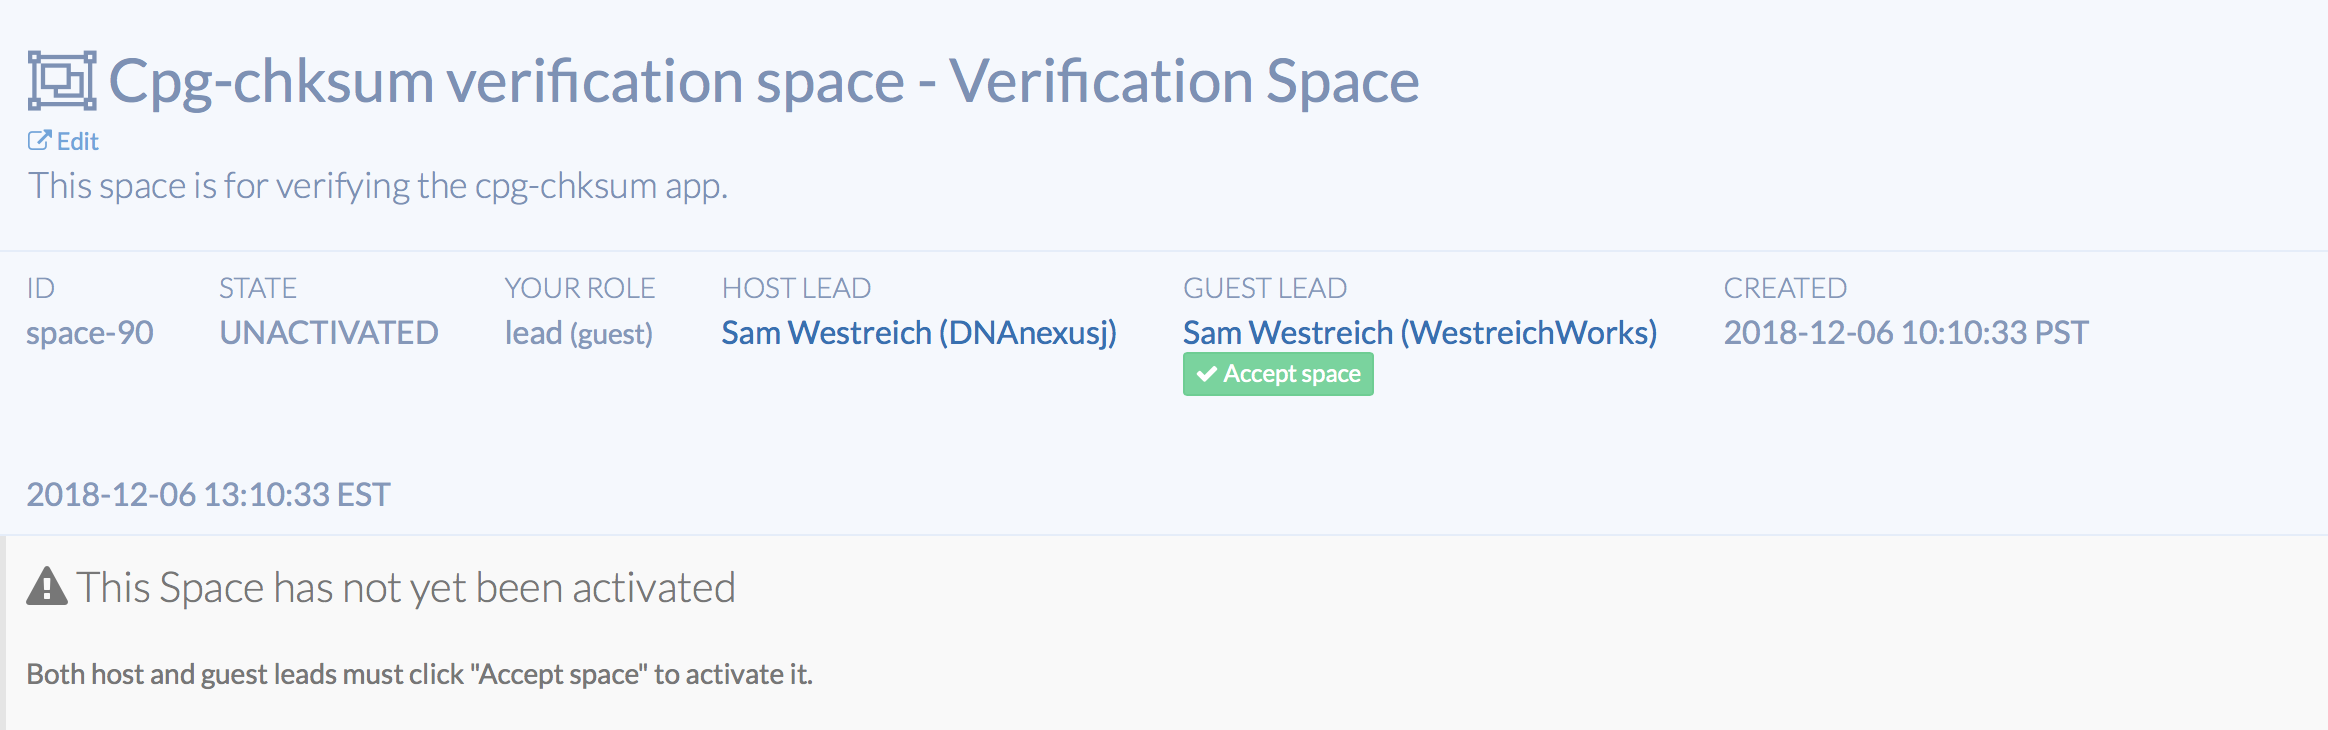 Cpg-chksum verification space - Verification Space
Edit
This space is for verifying the cpg-chksum app.
ID STATE YOUR ROLE HOST LEAD GUEST LEAD CREATED
space-90 UNACTIVATED lead (guest) Sam Westreich (DNAnexusj) Sam Westreich (WestreichWorks) 2018-12-06 10:10:33 PST
Accept space
2018-12-06 13:10:33 EST
This Space has not yet been activated
Both host and guest leads must click "Accept space" to activate it.